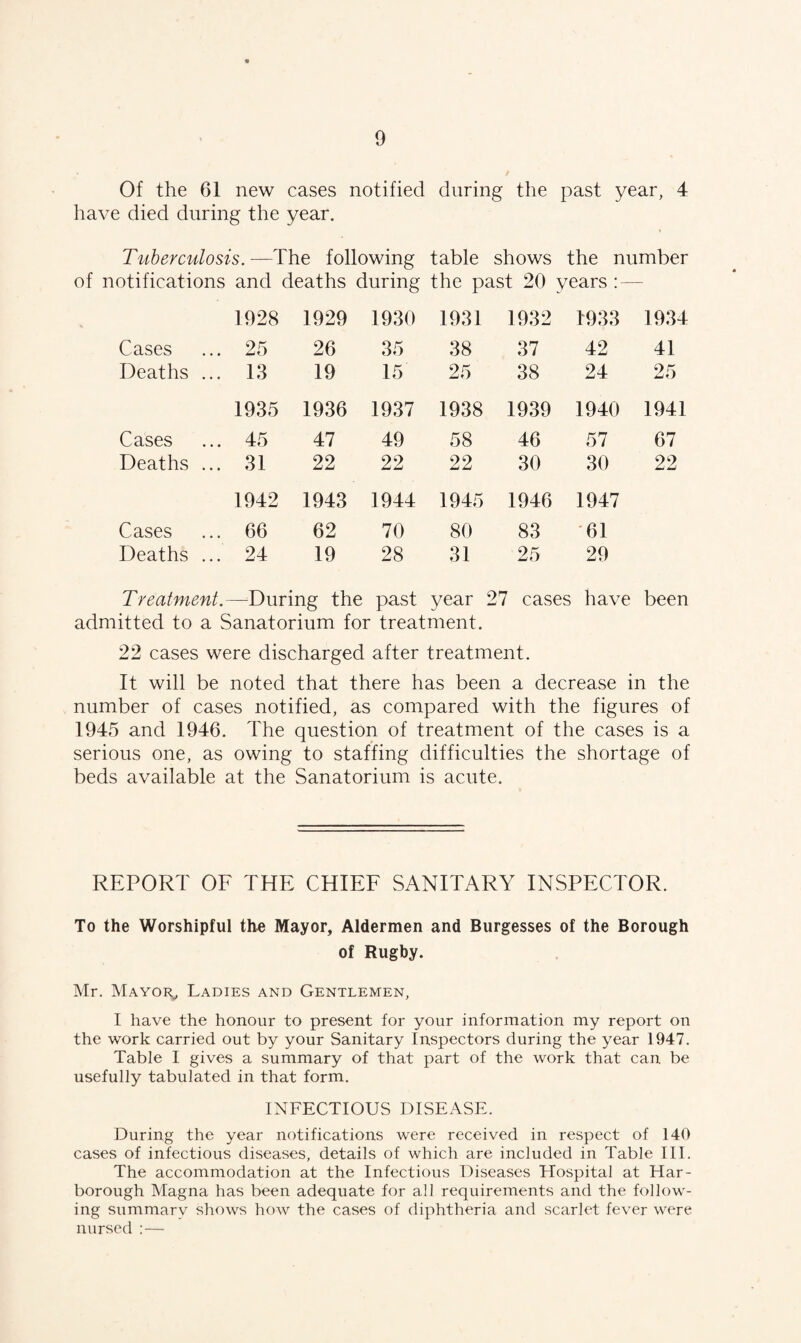 9
Of the 61 new cases notified during the past year, 4
have died during the year.
Tuberculosis.—The following table shows the number
of notifications and deaths during the past 20 years :—
1928 1929 1930 1931 1932 1933 1934
Cases ... 25 26 35 38 37 42 41
Deaths ... 13 19 15 25 38 24 25
1935 1936 1937 1938 1939 1940 1941
Cases ... 45 47 49 58 46 57 67
Deaths ... 31 22 22 22 30 30 22
1942 1943 1944 1945 1946 1947
Cases ... 66 62 70 80 83 61
Deaths ... 24 19 28 31 25 29
Treatment.—During the past year 27 cases have been
admitted to a Sanatorium for treatment.
22 cases were discharged after treatment.
It will be noted that there has been a decrease in the
number of cases notified, as compared with the figures of
1945 and 1946. The question of treatment of the cases is a
serious one, as owing to staffing difficulties the shortage of
beds available at the Sanatorium is acute.
REPORT OF THE CHIEF SANITARY INSPECTOR.
To the Worshipful the Mayor, Aldermen and Burgesses of the Borough
of Rugby.
Mr. Mayor, Ladies and Gentlemen,
I have the honour to present for your information my report on
the work carried out by your Sanitary Inspectors during the year 1947.
Table I gives a summary of that part of the work that can be
usefully tabulated in that form.
INFECTIOUS DISEASE.
During the year notifications were received in respect of 140
cases of infectious diseases, details of which are included in Table III.
The accommodation at the Infectious Diseases Hospital at Har-
borough Magna has been adequate for all requirements and the follow-
ing summary shows how the cases of diphtheria and scarlet fever were
nursed :—